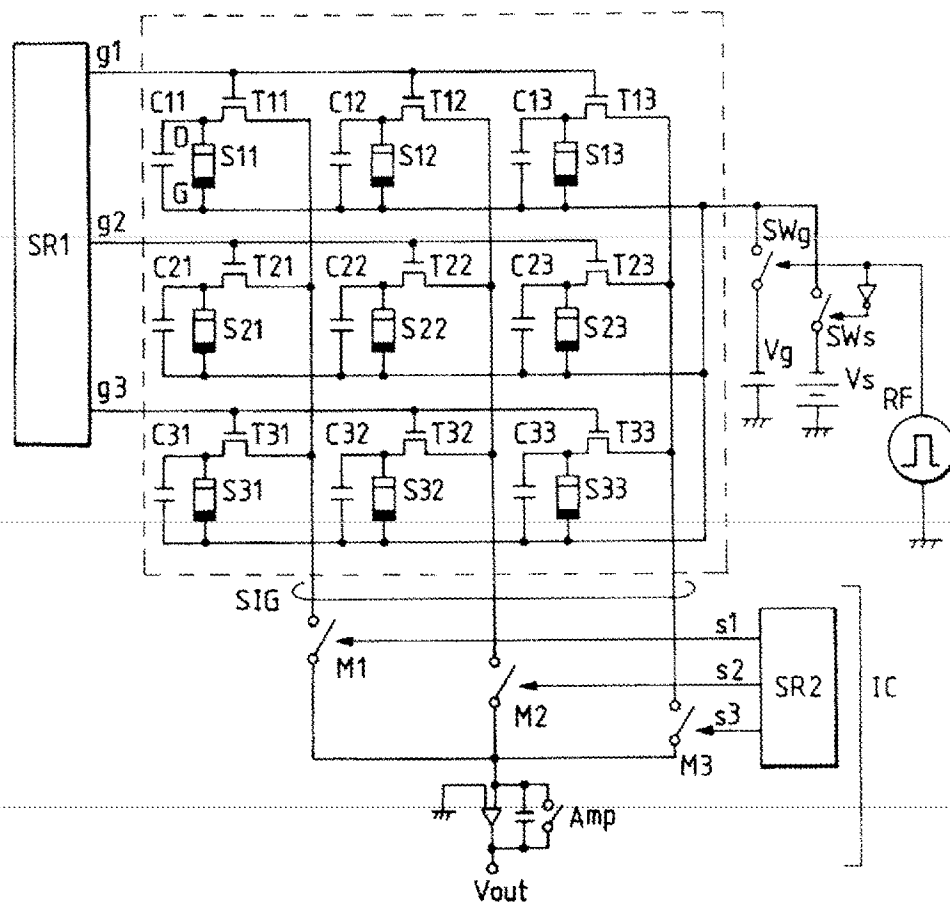 g1
C11 T11 C12 T12 C13 T13
D
S11 S12 S13
G
g2
SR1
SWg
C21 T21 C22 T22 C23 T23
S21 S22 S23
SWs
Vg Vs
g3
RF
C31 T31 C32 T32 C33 T33
S31 S32 S33
SIG
s1
M1
s2
SR2
IC
M2
s3
M3
Amp
Vout